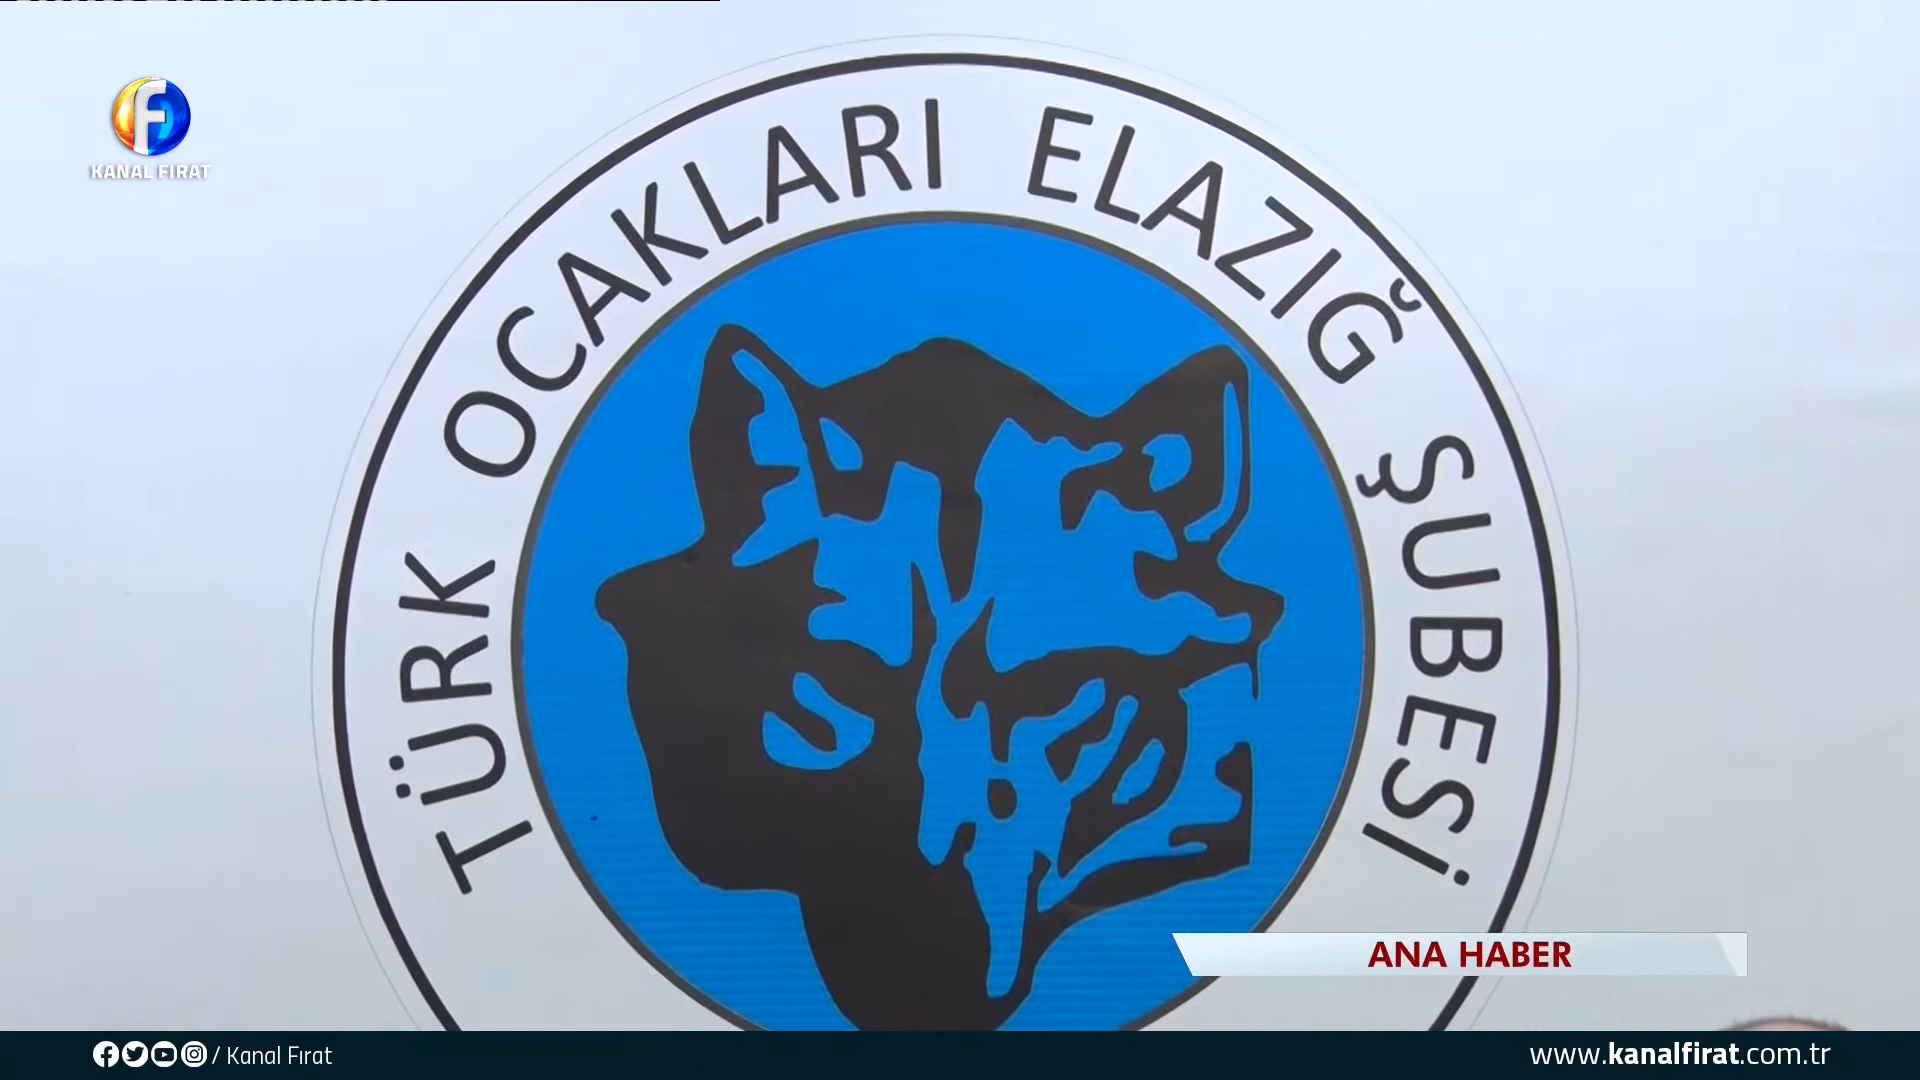 KANAL FIRAT
TÜRK OCAKLARI ELAZIĞ ŞUBESİ
ANA HABER
/ Kanal Fırat
www.kanalfirat.com.tr